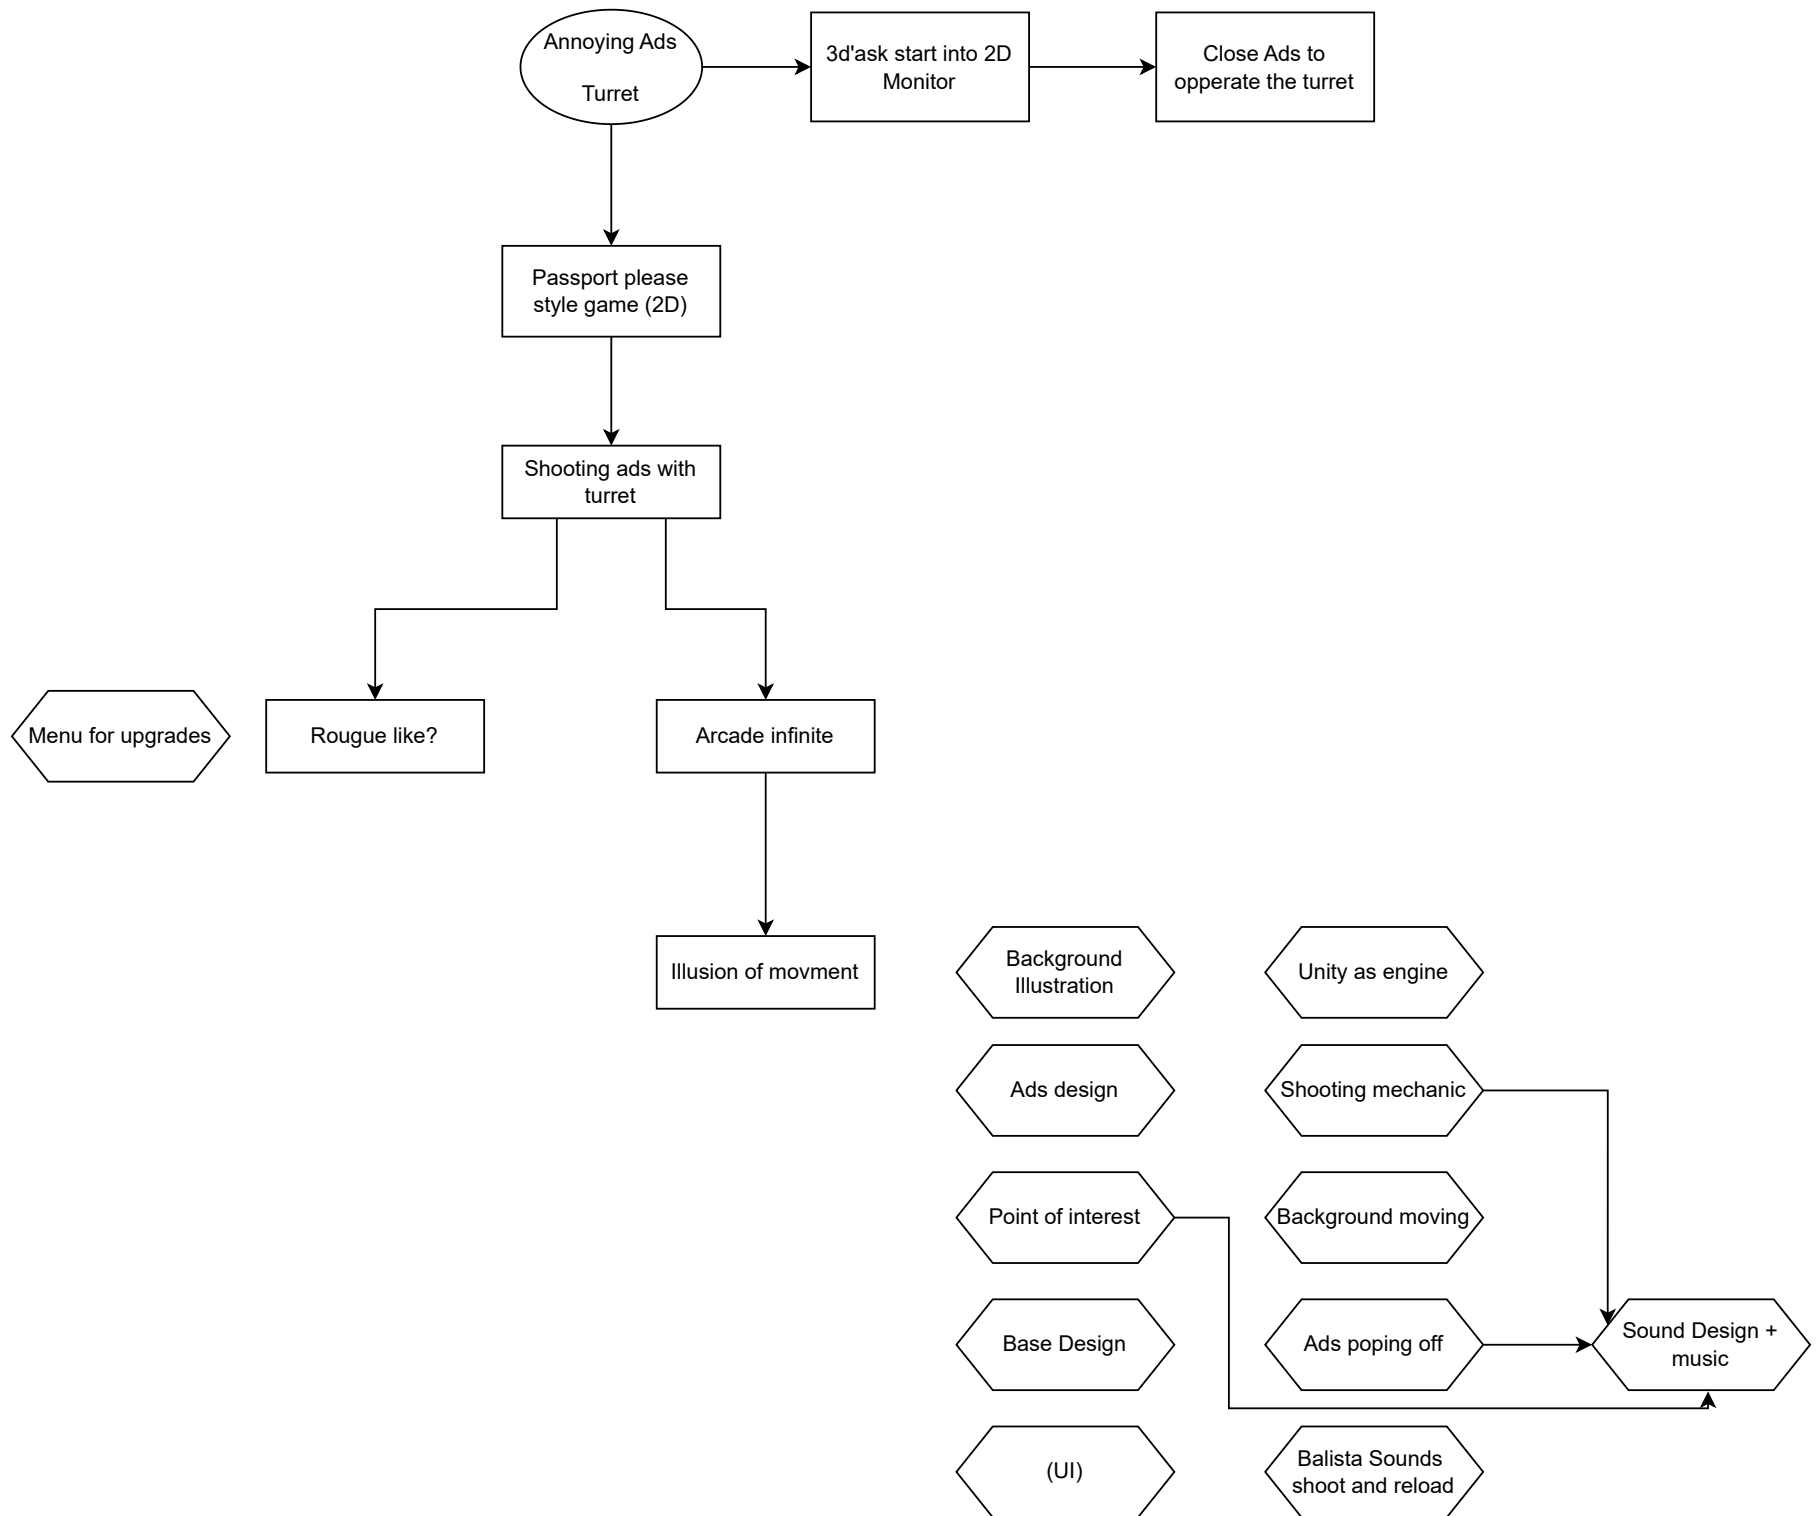 Annoying Ads
Turret
3d'ask start into 2D
Monitor
Close Ads to
opperate the turret
Passport please
style game (2D)
Shooting ads with
turret
Menu for upgrades
Rougue like?
Arcade infinite
Illusion of movment
Background
Illustration
Unity as engine
Ads design
Shooting mechanic
Point of interest
Background moving
Base Design
Ads poping off
Sound Design +
music
(UI)
Balista Sounds
shoot and reload